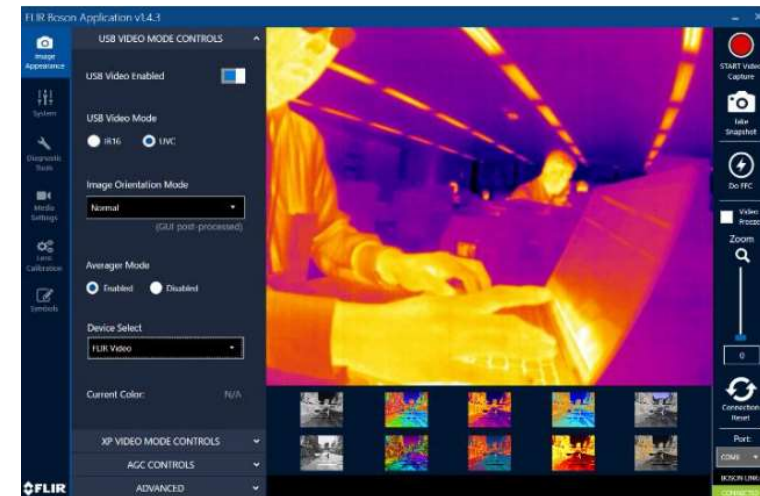 FLIR Boson Application v1.4.3
Image
Appearance
System
Diagnostic
Tools
Media
Settings
Lens
Calibration
Symbols
FLIR
USB VIDEO MODE CONTROLS
USB Video Enabled
USB Video Mode
IR16
UVC
Image Orientation Mode
Normal
(GUI post-processed)
Averager Mode
Enabled
Disabled
Device Select
FLIR Video
Current Color:
N/A
XP VIDEO MODE CONTROLS
AGC CONTROLS
ADVANCED
START Video
Capture
Take
Snapshot
Do FFC
Video
Freeze
Zoom
0
Connection
Reset
Port:
BOSON LINK:
CONNECTED